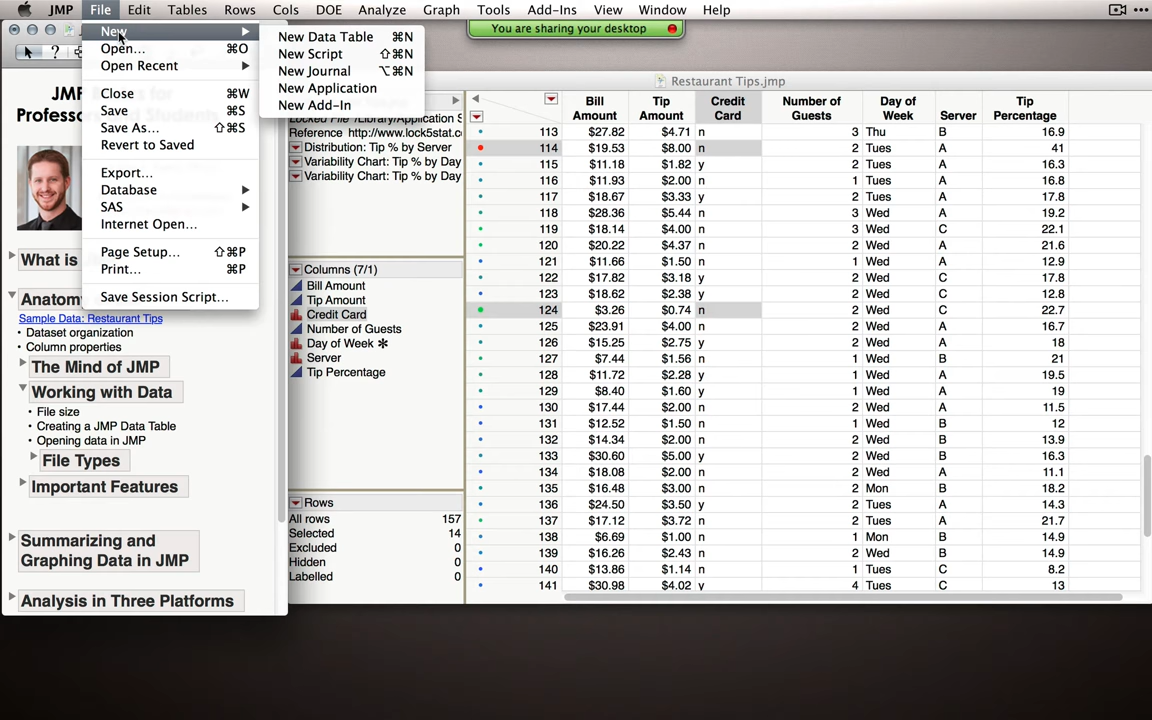 JMP File Edit Tables Rows Cols DOE Analyze Graph Tools Add-Ins View Window Help
You are sharing your desktop
New
Open... ⌘O
Open Recent
Close ⌘W
Save ⌘S
Save As... ⇧⌘S
Revert to Saved
Export...
Database
SAS
Internet Open...
Page Setup... ⇧⌘P
Print... ⌘P
Save Session Script...
New Data Table ⌘N
New Script ⇧⌘N
New Journal ⌥⌘N
New Application
New Add-In
JMP
Profess
What is
Anatom
Sample Data: Restaurant Tips
• Dataset organization
• Column properties
The Mind of JMP
Working with Data
• File size
• Creating a JMP Data Table
• Opening data in JMP
File Types
Important Features
Summarizing and
Graphing Data in JMP
Analysis in Three Platforms
Restaurant Tips.jmp
Locked File /Library/Application S
Reference http://www.lock5stat.c
Distribution: Tip % by Server
Variability Chart: Tip % by Day
Variability Chart: Tip % by Day
Columns (7/1)
Bill Amount
Tip Amount
Credit Card
Number of Guests
Day of Week ✻
Server
Tip Percentage
Rows
All rows 157
Selected 14
Excluded 0
Hidden 0
Labelled 0
Bill Amount Tip Amount Credit Card Number of Guests Day of Week Server Tip Percentage
113 $27.82 $4.71 n 3 Thu B 16.9
114 $19.53 $8.00 n 2 Tues A 41
115 $11.18 $1.82 y 2 Tues A 16.3
116 $11.93 $2.00 n 1 Tues A 16.8
117 $18.67 $3.33 y 2 Tues A 17.8
118 $28.36 $5.44 n 3 Wed A 19.2
119 $18.14 $4.00 n 3 Wed C 22.1
120 $20.22 $4.37 n 2 Wed A 21.6
121 $11.66 $1.50 n 1 Wed A 12.9
122 $17.82 $3.18 y 2 Wed C 17.8
123 $18.62 $2.38 y 2 Wed C 12.8
124 $3.26 $0.74 n 2 Wed C 22.7
125 $23.91 $4.00 n 2 Wed A 16.7
126 $15.25 $2.75 y 2 Wed A 18
127 $7.44 $1.56 n 1 Wed B 21
128 $11.72 $2.28 y 1 Wed A 19.5
129 $8.40 $1.60 y 1 Wed A 19
130 $17.44 $2.00 n 2 Wed A 11.5
131 $12.52 $1.50 n 1 Wed B 12
132 $14.34 $2.00 n 2 Wed B 13.9
133 $30.60 $5.00 y 2 Wed B 16.3
134 $18.08 $2.00 n 2 Wed A 11.1
135 $16.48 $3.00 n 2 Mon B 18.2
136 $24.50 $3.50 y 2 Tues A 14.3
137 $17.12 $3.72 n 2 Tues A 21.7
138 $6.69 $1.00 n 1 Mon B 14.9
139 $16.26 $2.43 n 2 Wed B 14.9
140 $13.86 $1.14 n 1 Tues C 8.2
141 $30.98 $4.02 y 4 Tues C 13